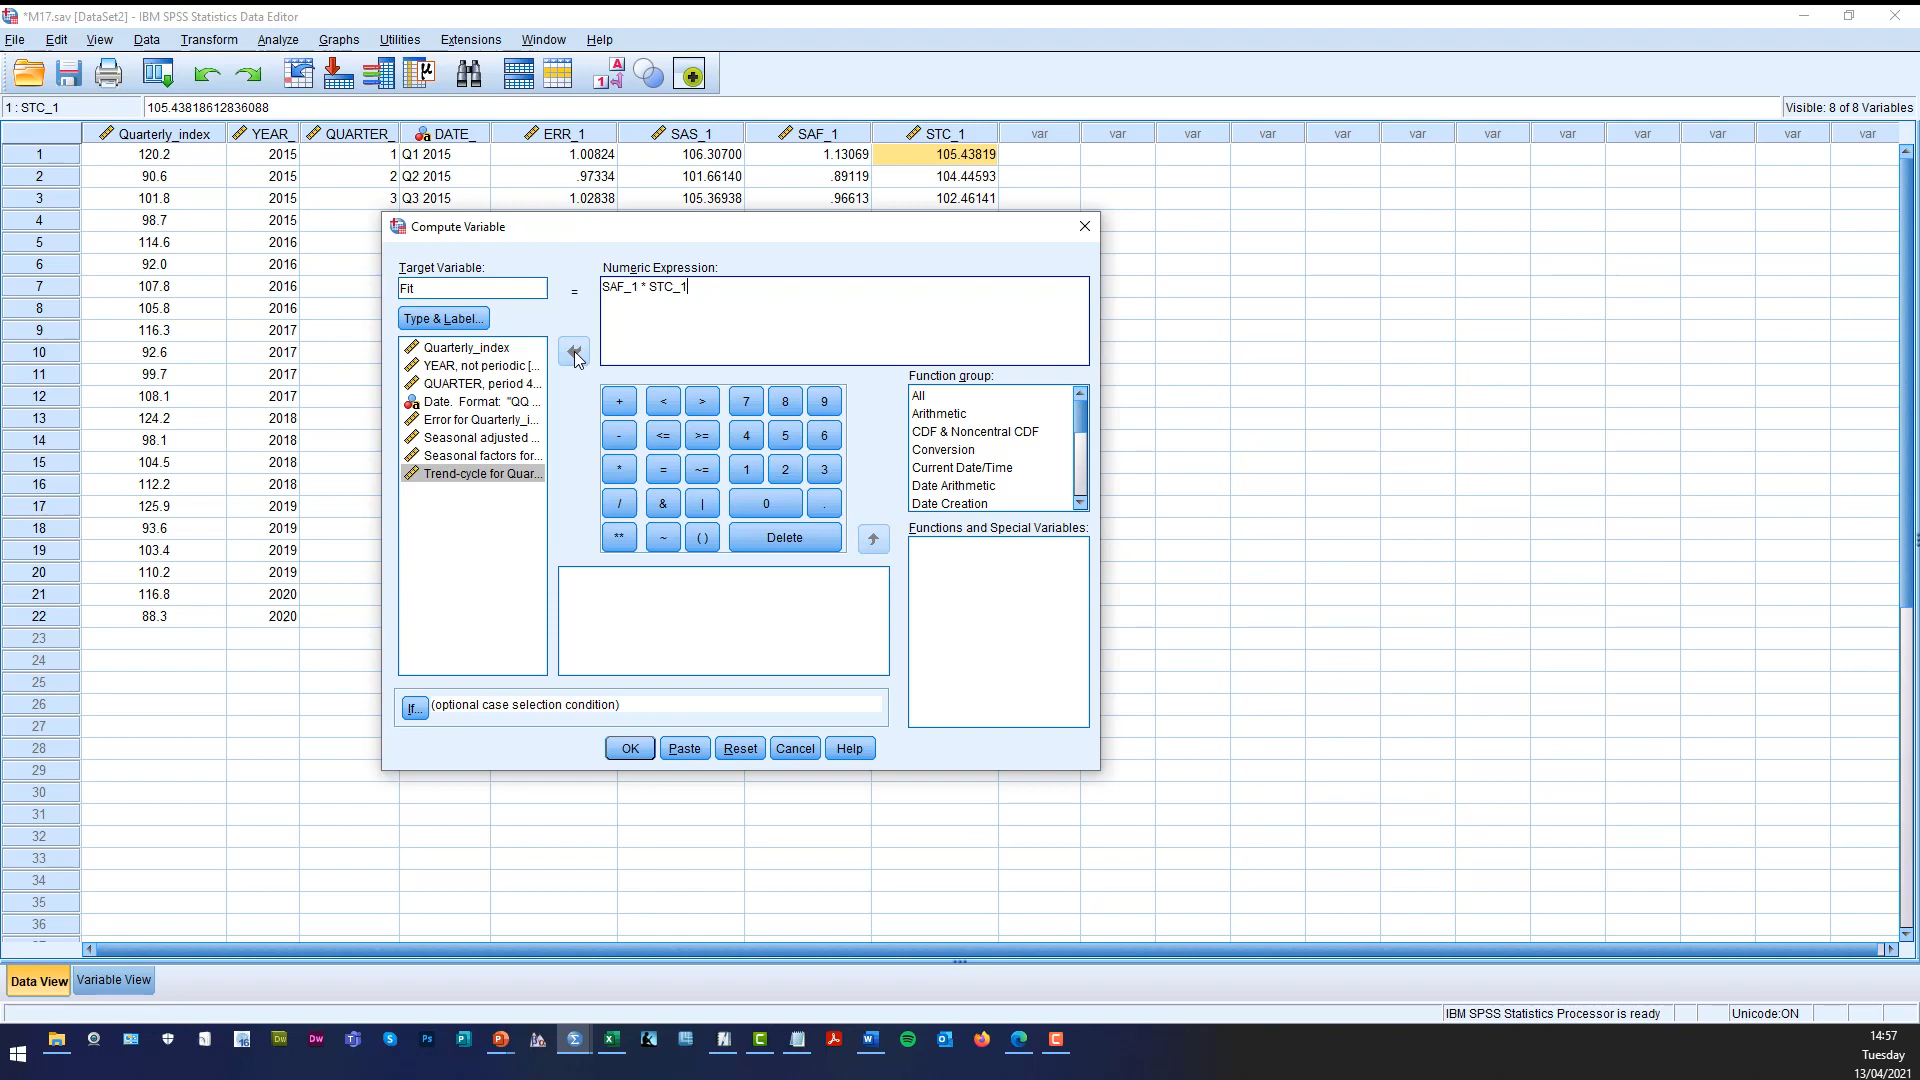 *M17.sav [DataSet2] - IBM SPSS Statistics Data Editor
File Edit View Data Transform Analyze Graphs Utilities Extensions Window Help
1 : STC_1 105.43818612836088 Visible: 8 of 8 Variables
Quarterly_index YEAR_ QUARTER_ DATE_ ERR_1 SAS_1 SAF_1 STC_1 var var var var var var var var var var var var
1 120.2 2015 1 Q1 2015 1.00824 106.30700 1.13069 105.43819
2 90.6 2015 2 Q2 2015 .97334 101.66140 .89119 104.44593
3 101.8 2015 3 Q3 2015 1.02838 105.36938 .96613 102.46141
4 98.7 2015
5 114.6 2016
6 92.0 2016
7 107.8 2016
8 105.8 2016
9 116.3 2017
10 92.6 2017
11 99.7 2017
12 108.1 2017
13 124.2 2018
14 98.1 2018
15 104.5 2018
16 112.2 2018
17 125.9 2019
18 93.6 2019
19 103.4 2019
20 110.2 2019
21 116.8 2020
22 88.3 2020
23
24
25
26
27
28
29
30
31
32
33
34
35
36
Compute Variable
Target Variable:
Fit
=
Numeric Expression:
SAF_1 * STC_1
Type & Label...
Quarterly_index
YEAR, not periodic [...
QUARTER, period 4...
Date. Format: "QQ ...
Error for Quarterly_i...
Seasonal adjusted ...
Seasonal factors for...
Trend-cycle for Quar...
+ < > 7 8 9
- <= >= 4 5 6
* = ~= 1 2 3
/ & | 0 .
** ~ ( ) Delete
Function group:
All
Arithmetic
CDF & Noncentral CDF
Conversion
Current Date/Time
Date Arithmetic
Date Creation
Functions and Special Variables:
If... (optional case selection condition)
OK Paste Reset Cancel Help
Data View Variable View
IBM SPSS Statistics Processor is ready Unicode:ON
14:57
Tuesday
13/04/2021